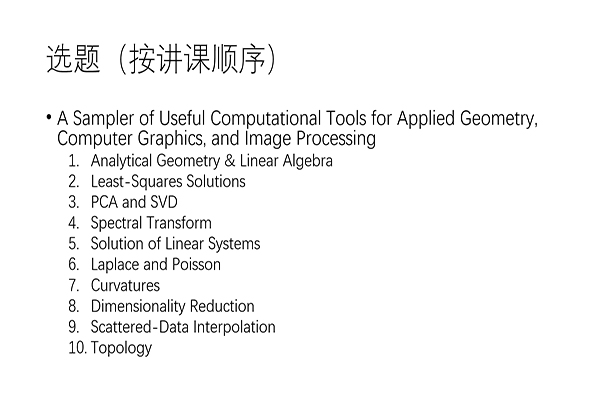 选题（按讲课顺序）
• A Sampler of Useful Computational Tools for Applied Geometry,
Computer Graphics, and Image Processing
1. Analytical Geometry & Linear Algebra
2. Least-Squares Solutions
3. PCA and SVD
4. Spectral Transform
5. Solution of Linear Systems
6. Laplace and Poisson
7. Curvatures
8. Dimensionality Reduction
9. Scattered-Data Interpolation
10. Topology